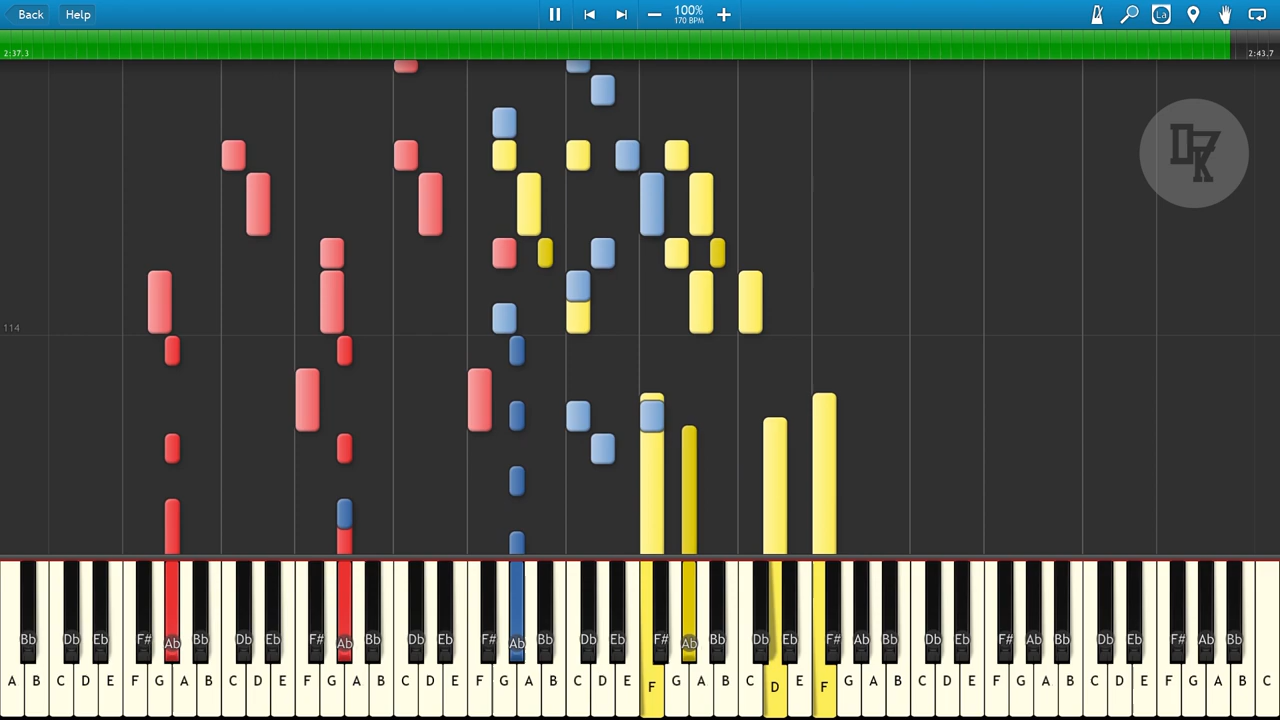 Back Help 100% La
170 BPM
2:37.3 2:43.7
D7K
114
Bb Db Eb F# Ab Bb Db Eb F# Ab Bb Db Eb F# Ab Bb Db Eb F# Ab Bb Db Eb F# Ab Bb Db Eb F# Ab Bb Db Eb F# Ab Bb
A B C D E F G A B C D E F G A B C D E F G A B C D E F G A B C D E F G A B C D E F G A B C D E F G A B C